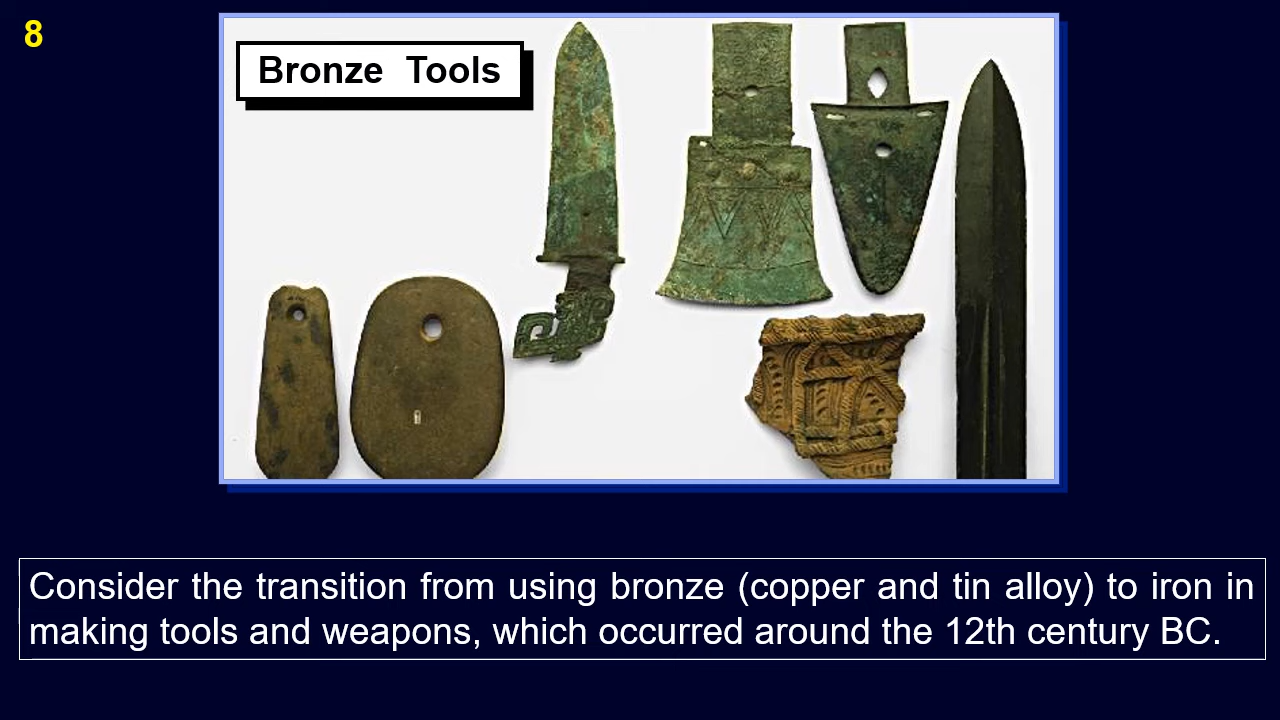 8
Bronze Tools
Consider the transition from using bronze (copper and tin alloy) to iron in
making tools and weapons, which occurred around the 12th century BC.